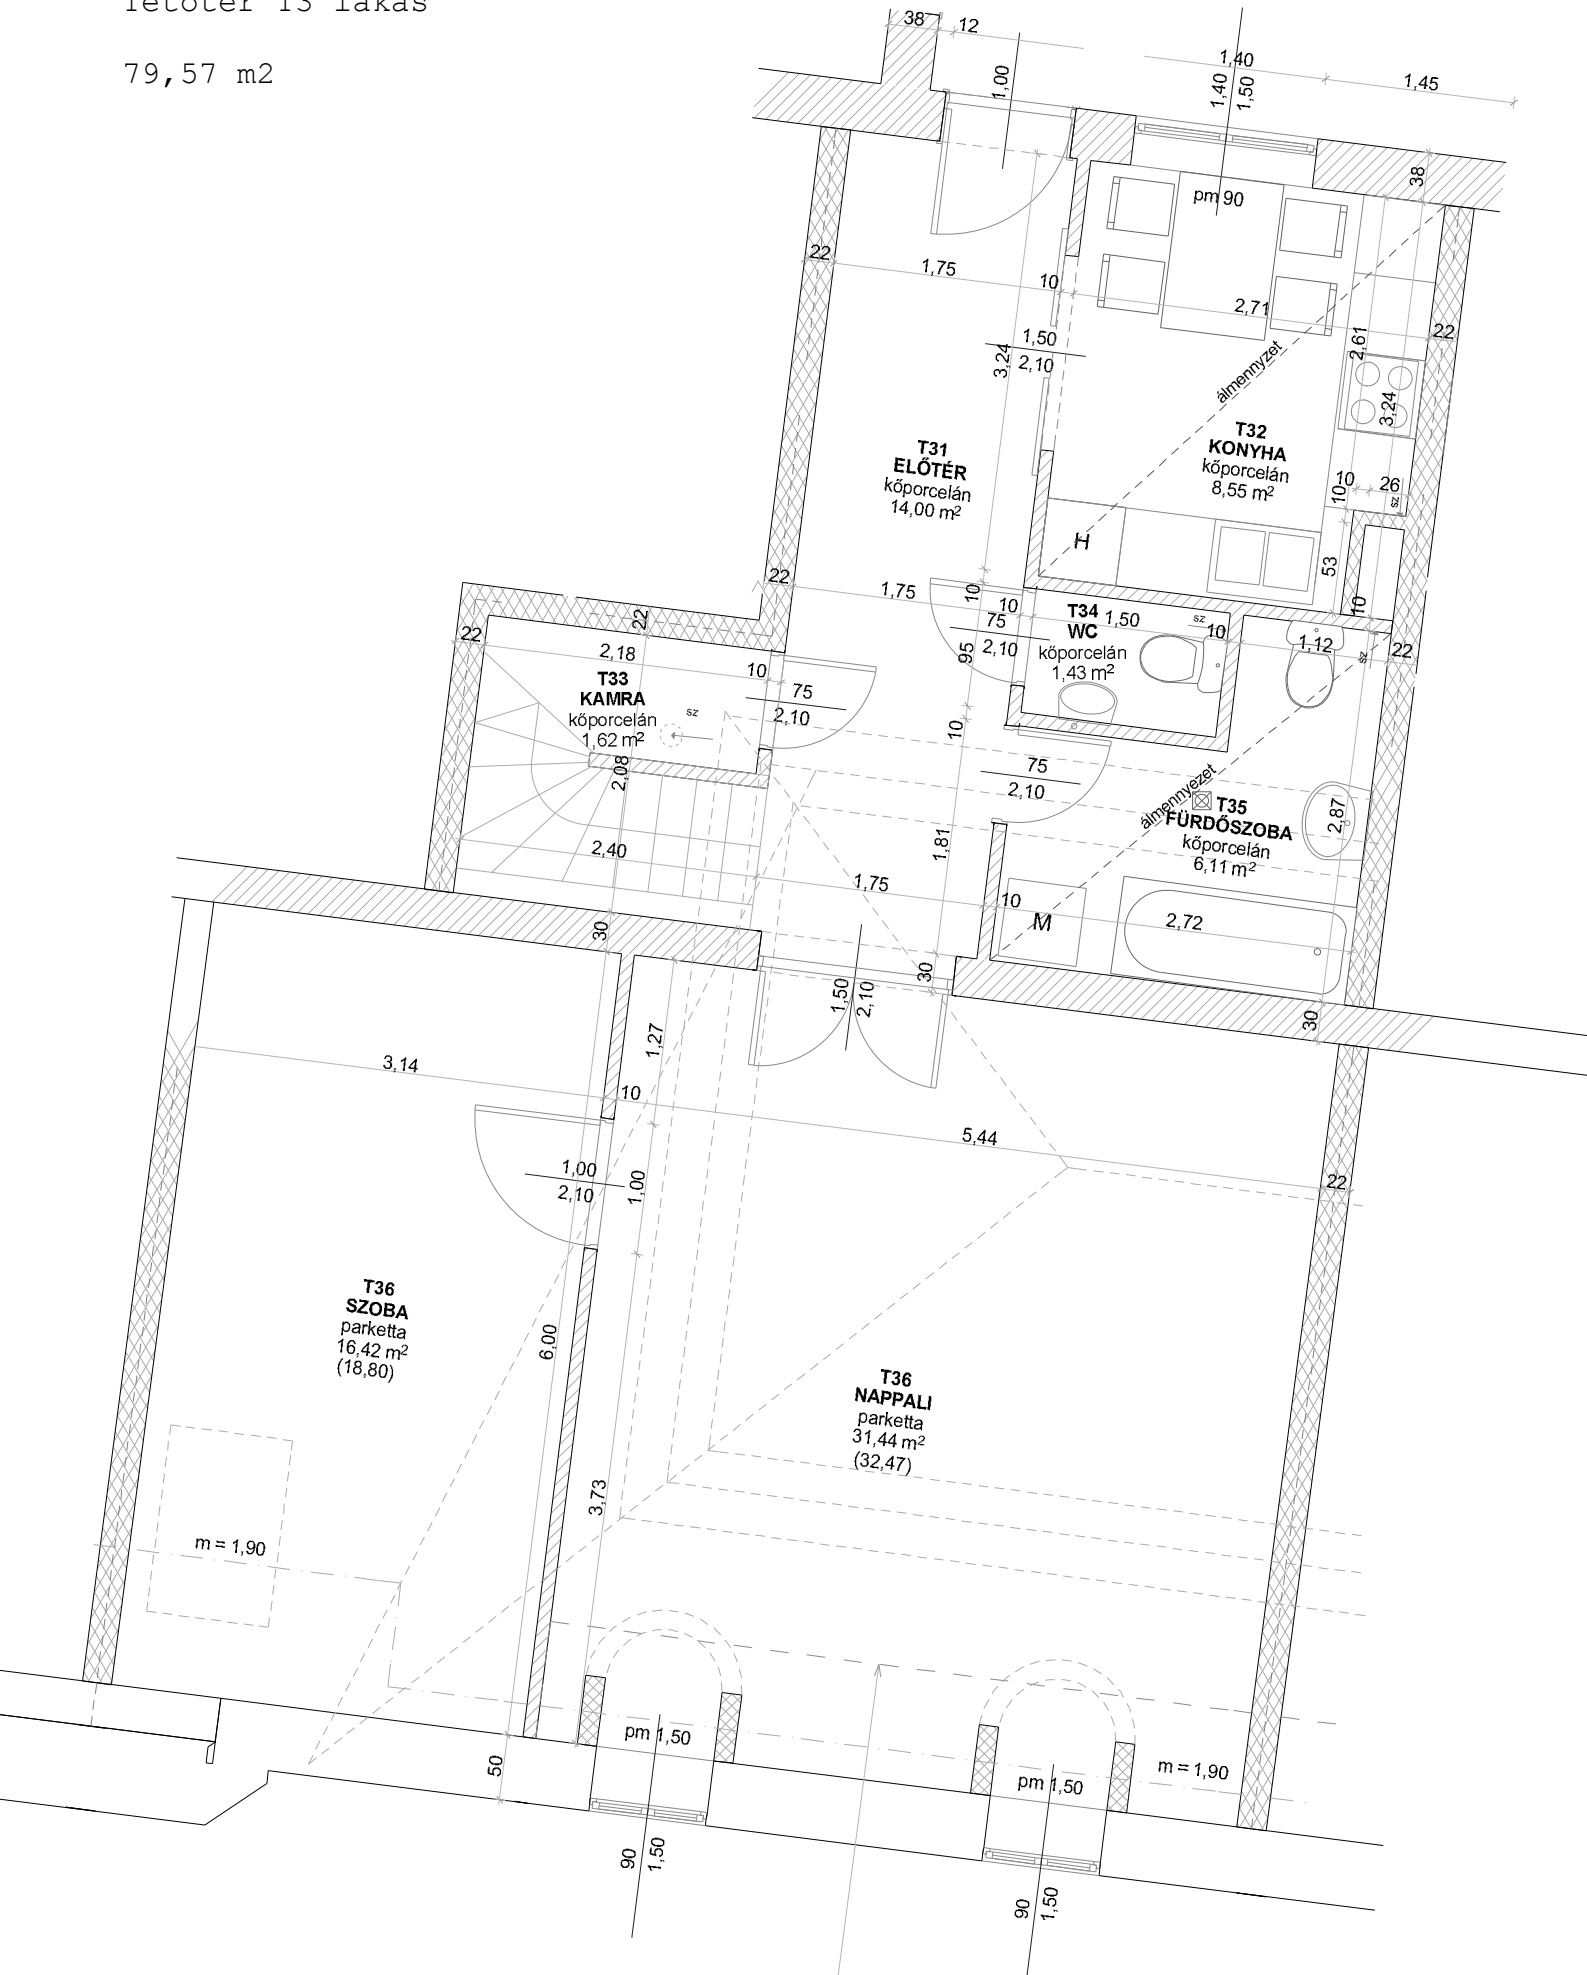 tetőtér T3 lakás
79,57 m2
38
12
1,00
1,40
1,40
1,50
1,45
38
pm 90
22
1,75
10
2,71
22
1,50
2,10
3,24
2,61
3,24
álmennyzet
T31
ELŐTÉR
kőporcelán
14,00 m²
T32
KONYHA
kőporcelán
8,55 m²
10
26
10
sz
H
53
10
22
1,75
10
10
75
2,10
95
T34
WC
kőporcelán
1,43 m²
1,50
sz
10
1,12
sz
22
22
22
2,18
10
T33
KAMRA
kőporcelán
1,62 m²
sz
75
2,10
2,08
10
75
2,10
álmennyezet
T35
FÜRDŐSZOBA
kőporcelán
6,11 m²
2,87
2,40
1,81
1,75
10
M
2,72
30
30
30
1,50
2,10
1,27
3,14
10
5,44
22
1,00
2,10
1,00
T36
SZOBA
parketta
16,42 m²
(18,80)
6,00
T36
NAPPALI
parketta
31,44 m²
(32,47)
3,73
m = 1,90
pm 1,50
pm 1,50
m = 1,90
50
90
1,50
90
1,50